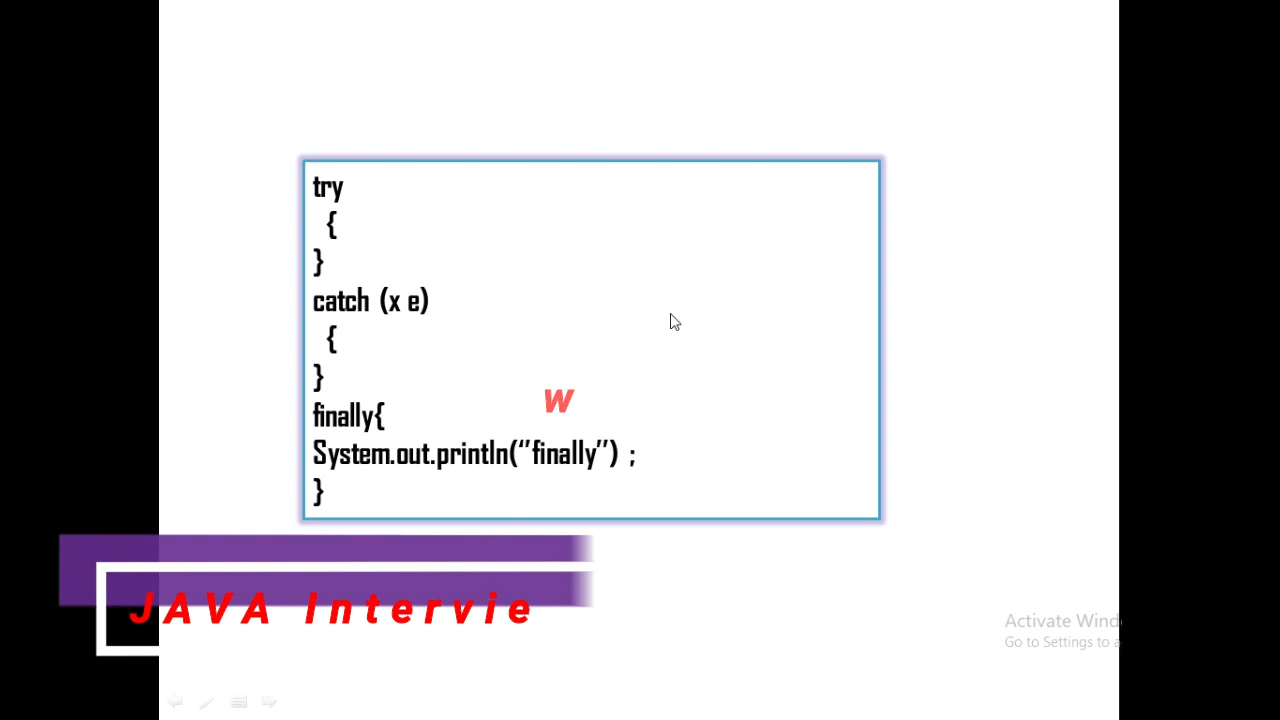 try
{
}
catch (x e)
{
}
finally{
System.out.println(“finally”) ;
}
w
JAVA Intervie
Activate Wind
Go to Settings to a